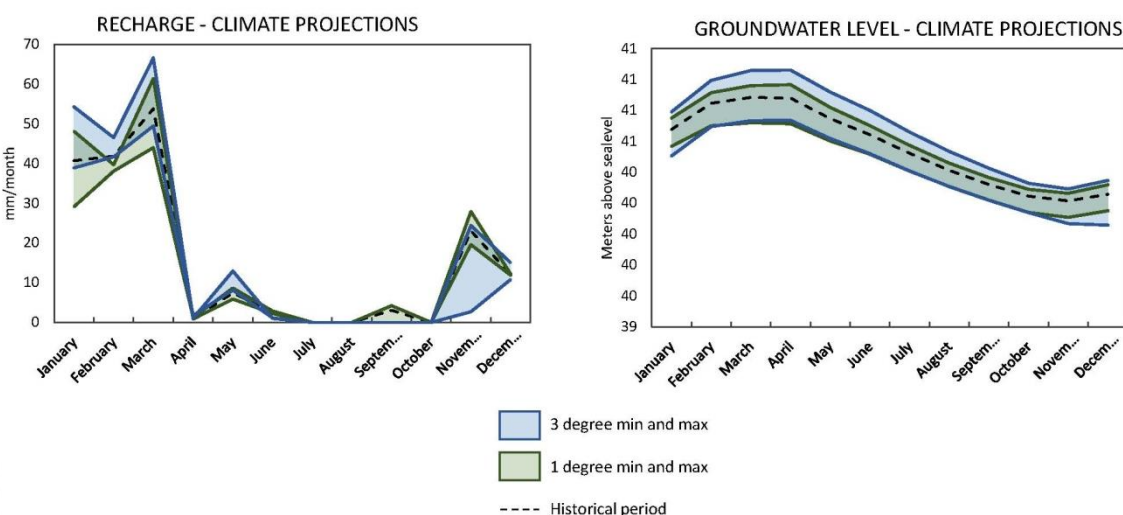 RECHARGE - CLIMATE PROJECTIONS
70
60
50
40
30
20
10
0
mm/month
January
February
March
April
May
June
July
August
Septem...
October
Novem...
Decem...
GROUNDWATER LEVEL - CLIMATE PROJECTIONS
41
41
41
41
40
40
40
40
40
39
Meters above sealevel
January
February
March
April
May
June
July
August
Septem...
October
Novem...
Decem...
3 degree min and max
1 degree min and max
Historical period